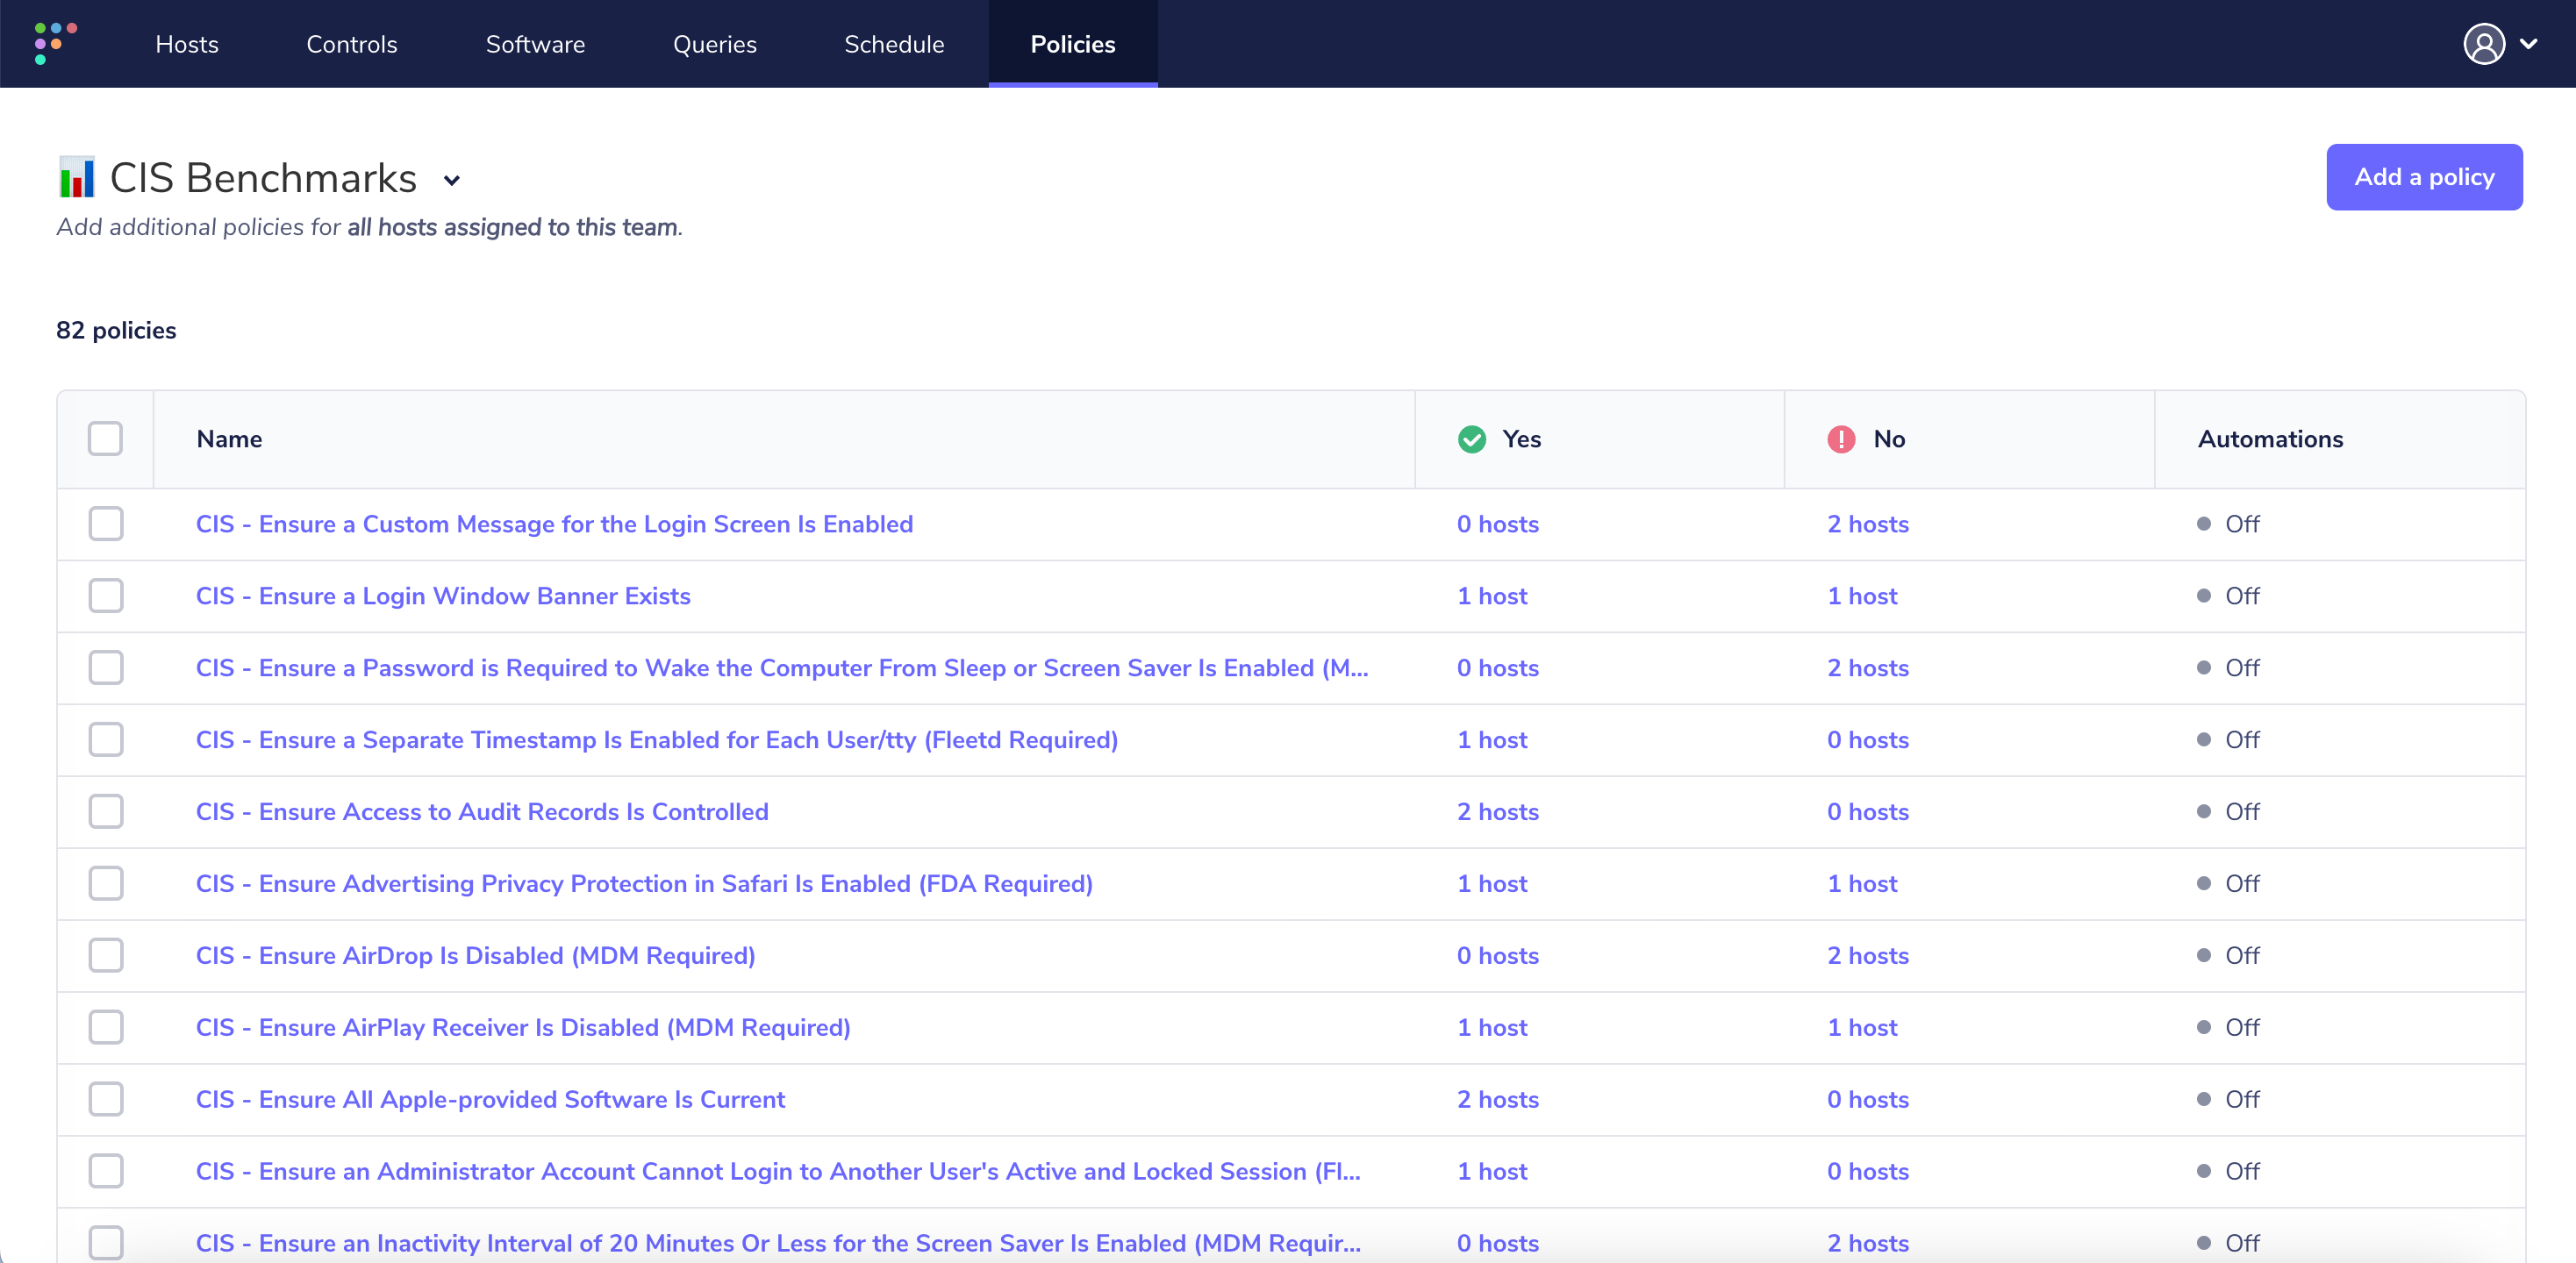 Hosts Controls Software Queries Schedule Policies
CIS Benchmarks
Add a policy
Add additional policies for all hosts assigned to this team.
82 policies
Name Yes No Automations
CIS - Ensure a Custom Message for the Login Screen Is Enabled 0 hosts 2 hosts Off
CIS - Ensure a Login Window Banner Exists 1 host 1 host Off
CIS - Ensure a Password is Required to Wake the Computer From Sleep or Screen Saver Is Enabled (M... 0 hosts 2 hosts Off
CIS - Ensure a Separate Timestamp Is Enabled for Each User/tty (Fleetd Required) 1 host 0 hosts Off
CIS - Ensure Access to Audit Records Is Controlled 2 hosts 0 hosts Off
CIS - Ensure Advertising Privacy Protection in Safari Is Enabled (FDA Required) 1 host 1 host Off
CIS - Ensure AirDrop Is Disabled (MDM Required) 0 hosts 2 hosts Off
CIS - Ensure AirPlay Receiver Is Disabled (MDM Required) 1 host 1 host Off
CIS - Ensure All Apple-provided Software Is Current 2 hosts 0 hosts Off
CIS - Ensure an Administrator Account Cannot Login to Another User's Active and Locked Session (Fl... 1 host 0 hosts Off
CIS - Ensure an Inactivity Interval of 20 Minutes Or Less for the Screen Saver Is Enabled (MDM Requir... 0 hosts 2 hosts Off